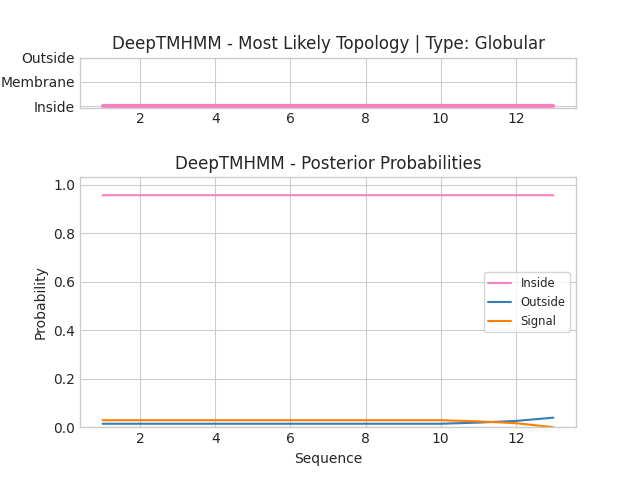 DeepTMHMM - Most Likely Topology | Type: Globular
Outside
Membrane
Inside
2 4 6 8 10 12
DeepTMHMM - Posterior Probabilities
1.0
0.8
0.6
0.4
0.2
0.0
Probability
Inside
Outside
Signal
2 4 6 8 10 12
Sequence